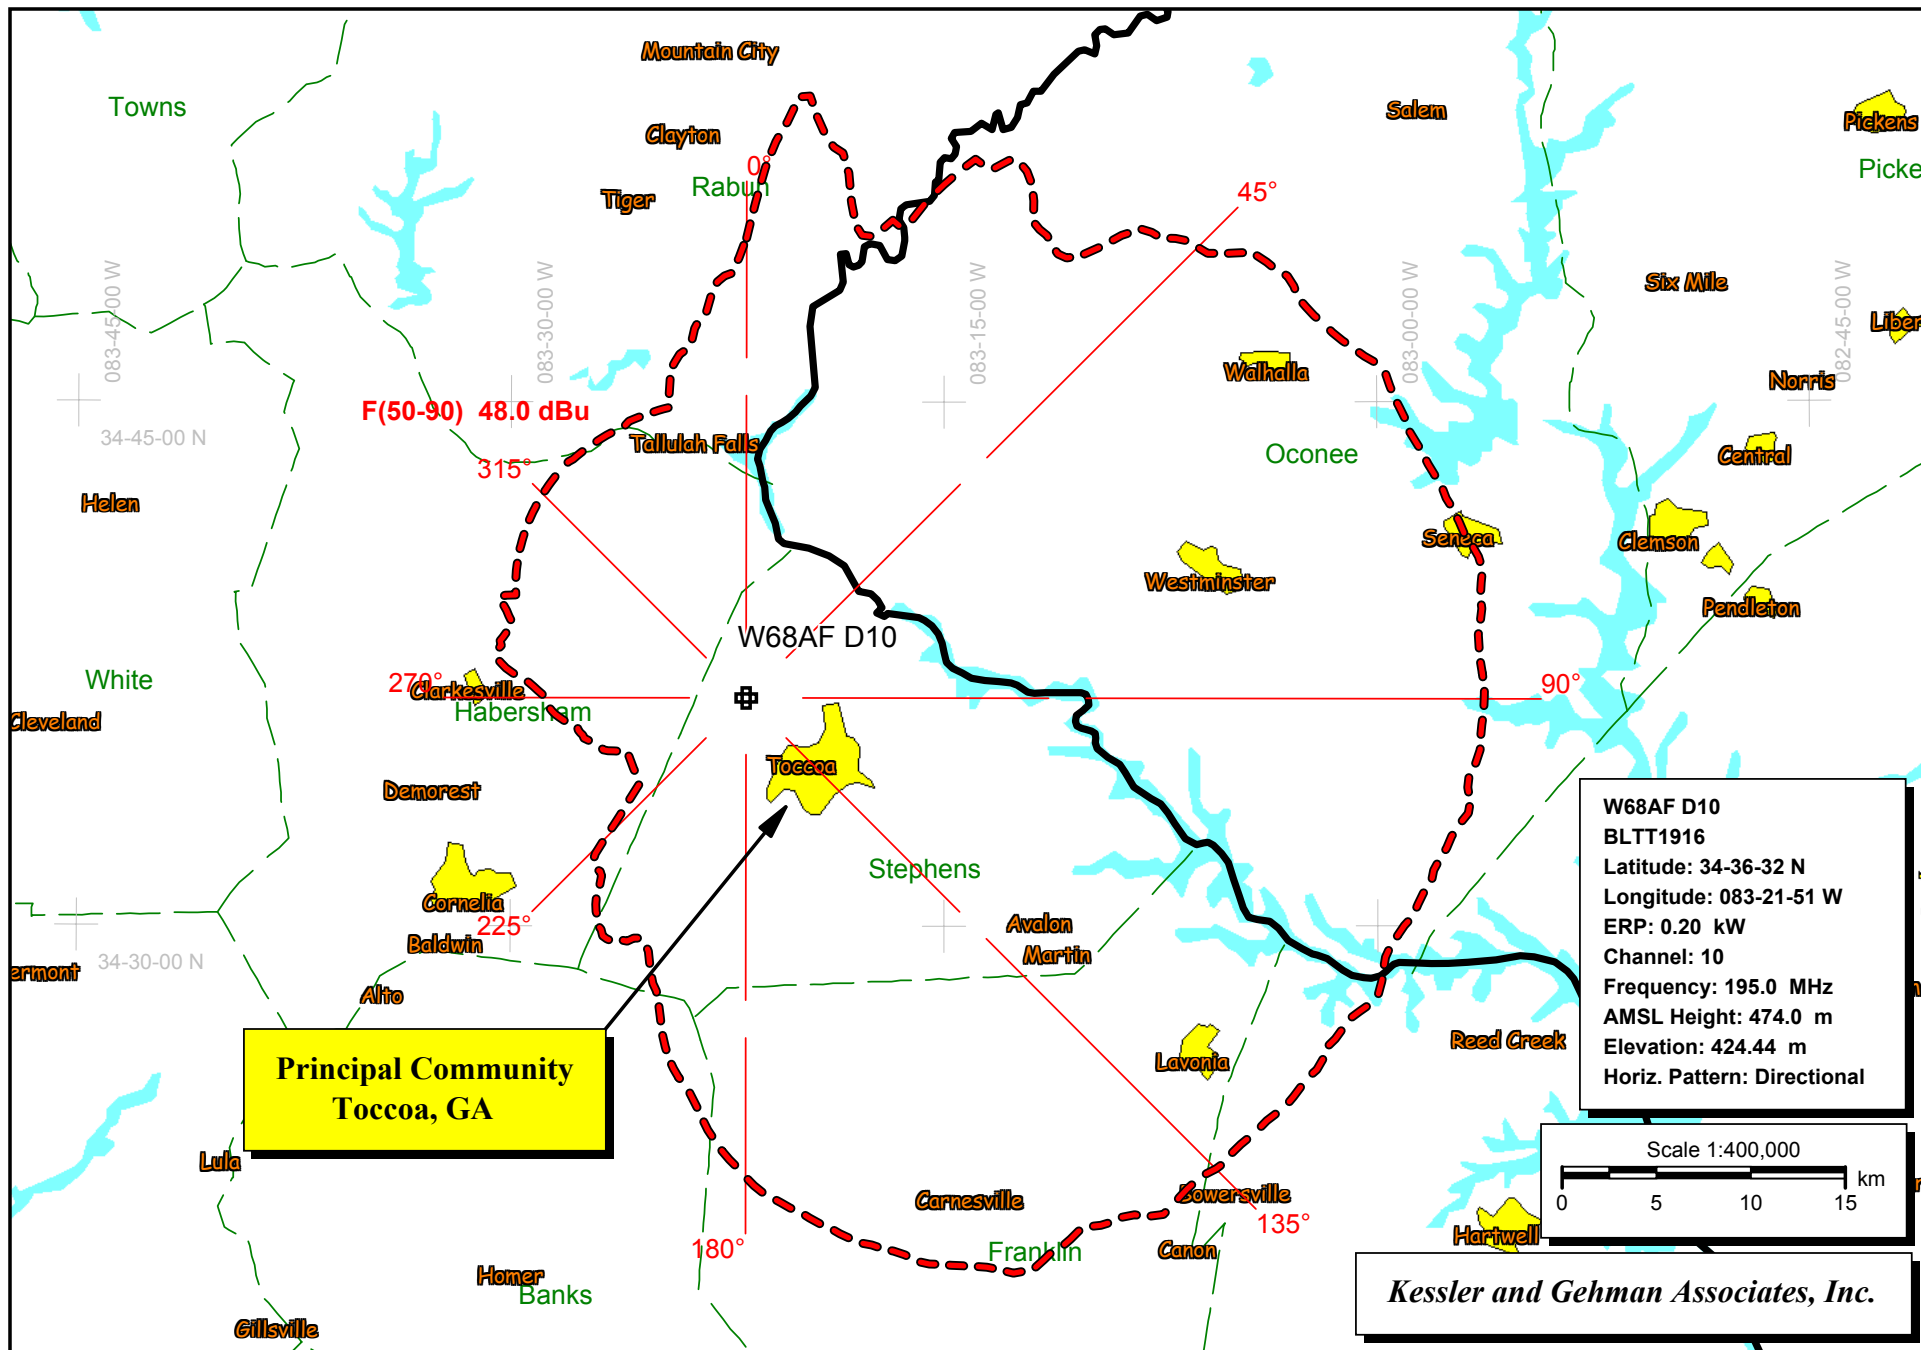 Mountain City
Towns
Salem
Pickens
Clayton
0°
Picke
Rabun
45°
Tiger
083-45-00 W
083-30-00 W
083-15-00 W
083-00-00 W
082-45-00 W
Six Mile
Liber
Walhalla
Norris
F(50-90) 48.0 dBu
34-45-00 N
Tallulah Falls
Oconee
Central
315°
Helen
Seneca
Clemson
Westminster
Pendleton
W68AF D10
White
270°
Clarkesville
90°
Habersham
Cleveland
Toccoa
Demorest
W68AF D10
BLTT1916
Latitude: 34-36-32 N
Longitude: 083-21-51 W
ERP: 0.20 kW
Channel: 10
Frequency: 195.0 MHz
AMSL Height: 474.0 m
Elevation: 424.44 m
Horiz. Pattern: Directional
Stephens
Cornelia
225°
Avalon
Baldwin
Martin
34-30-00 N
ermont
Alto
Reed Creek
Lavonia
Principal Community
Toccoa, GA
Scale 1:400,000
km
0 5 10 15
Lula
Carnesville
Bowersville
135°
Hartwell
180°
Franklin
Canon
Homer
Banks
Kessler and Gehman Associates, Inc.
Gillsville